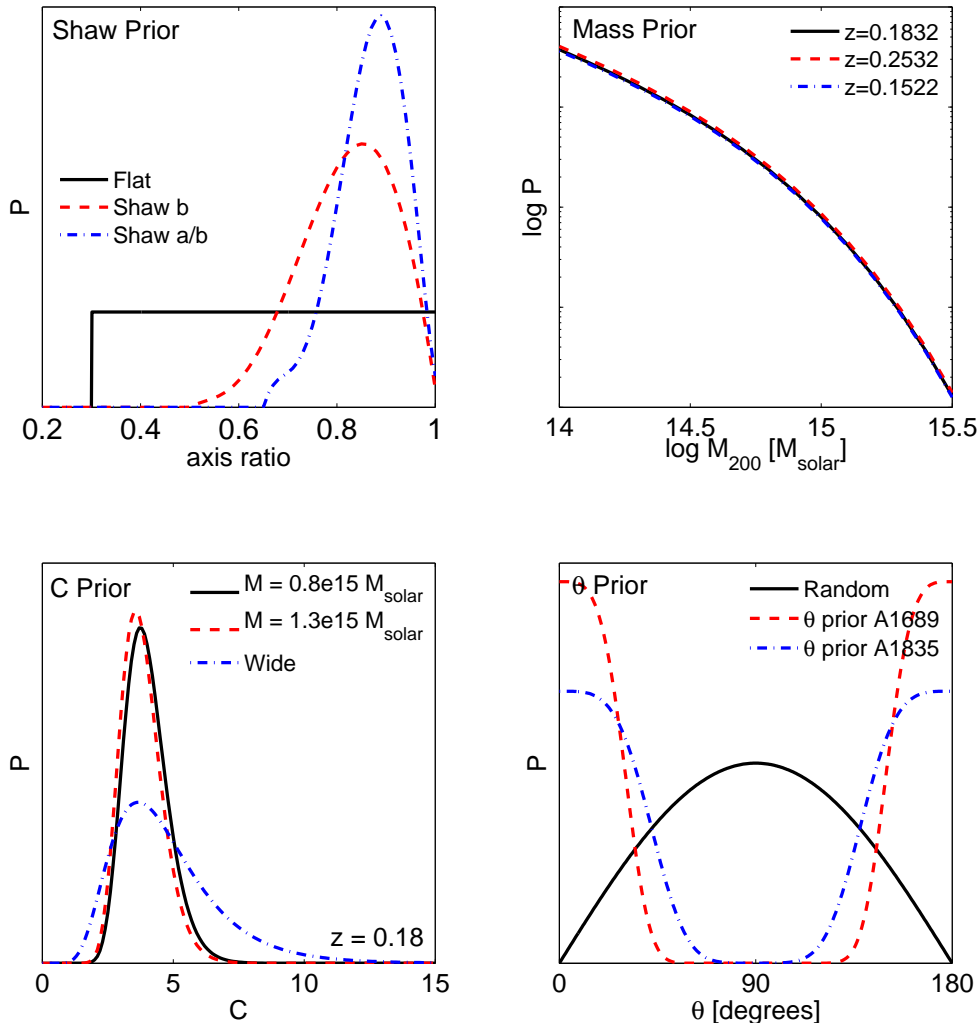 Shaw Prior
P
Flat
Shaw b
Shaw a/b
0.2 0.4 0.6 0.8 1
axis ratio
Mass Prior
z=0.1832
z=0.2532
z=0.1522
log P
14 14.5 15 15.5
log M200 [Msolar]
C Prior
M = 0.8e15 Msolar
M = 1.3e15 Msolar
Wide
P
z = 0.18
0 5 10 15
C
θ Prior
Random
θ prior A1689
θ prior A1835
P
0 90 180
θ [degrees]